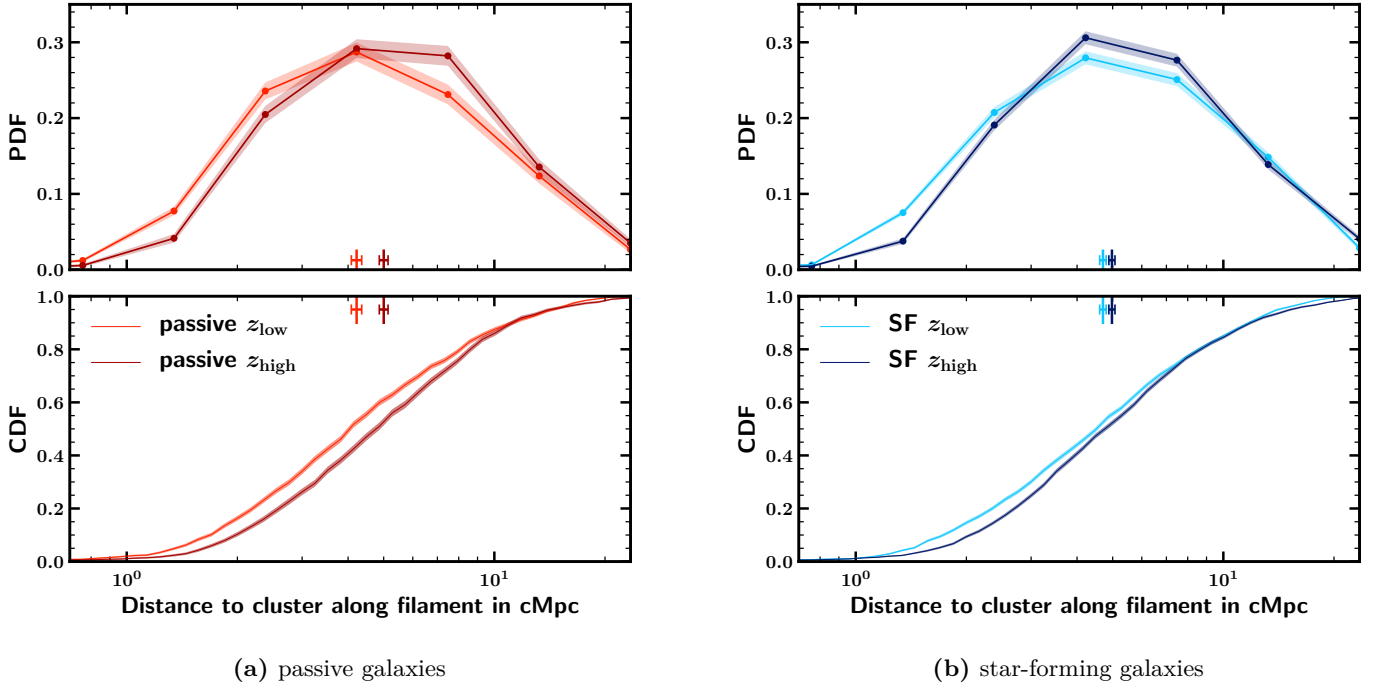 PDF
0.3
0.2
0.1
0.0
CDF
1.0
0.8
0.6
0.4
0.2
0.0
passive z_low
passive z_high
10^0
10^1
Distance to cluster along filament in cMpc
(a) passive galaxies
PDF
0.3
0.2
0.1
0.0
CDF
1.0
0.8
0.6
0.4
0.2
0.0
SF z_low
SF z_high
10^0
10^1
Distance to cluster along filament in cMpc
(b) star-forming galaxies